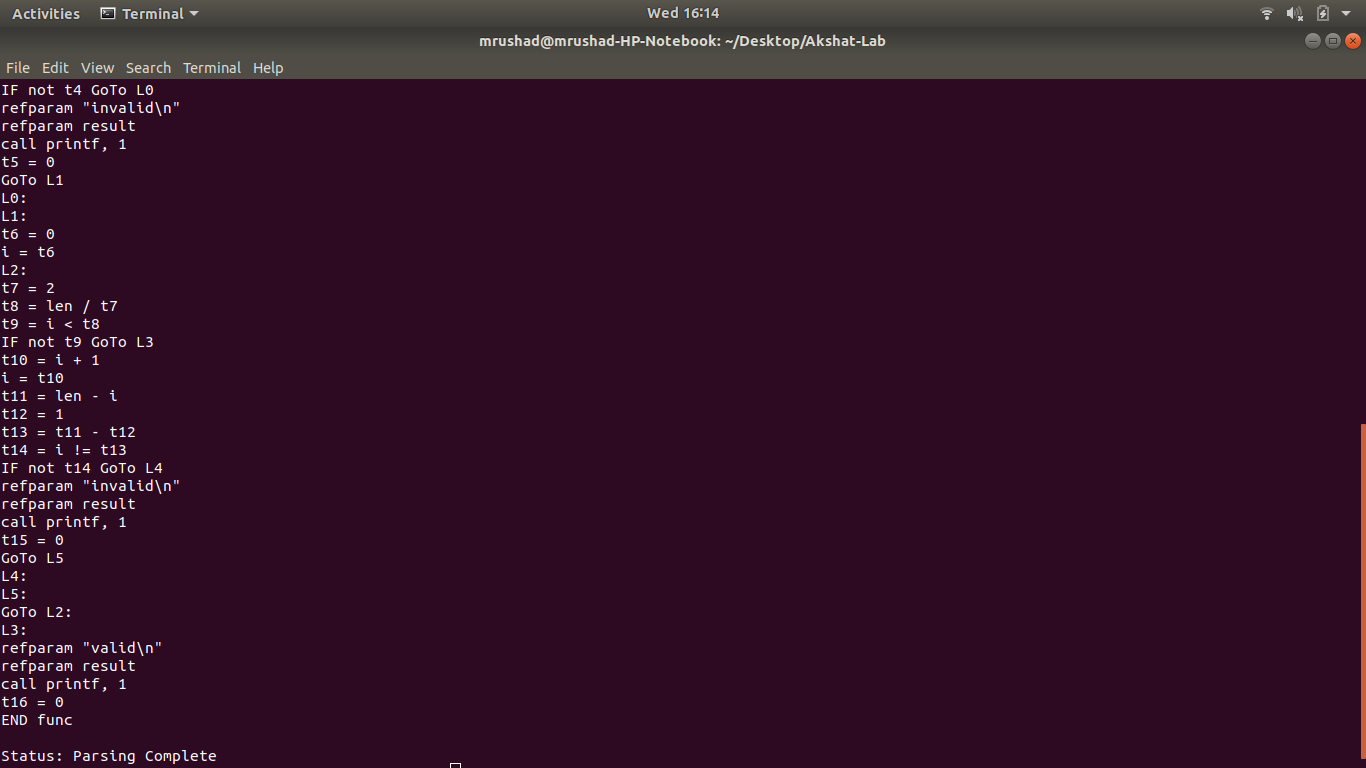 Activities Terminal Wed 16:14
mrushad@mrushad-HP-Notebook: ~/Desktop/Akshat-Lab
File Edit View Search Terminal Help
IF not t4 GoTo L0
refparam "invalid\n"
refparam result
call printf, 1
t5 = 0
GoTo L1
L0:
L1:
t6 = 0
i = t6
L2:
t7 = 2
t8 = len / t7
t9 = i < t8
IF not t9 GoTo L3
t10 = i + 1
i = t10
t11 = len - i
t12 = 1
t13 = t11 - t12
t14 = i != t13
IF not t14 GoTo L4
refparam "invalid\n"
refparam result
call printf, 1
t15 = 0
GoTo L5
L4:
L5:
GoTo L2:
L3:
refparam "valid\n"
refparam result
call printf, 1
t16 = 0
END func
Status: Parsing Complete